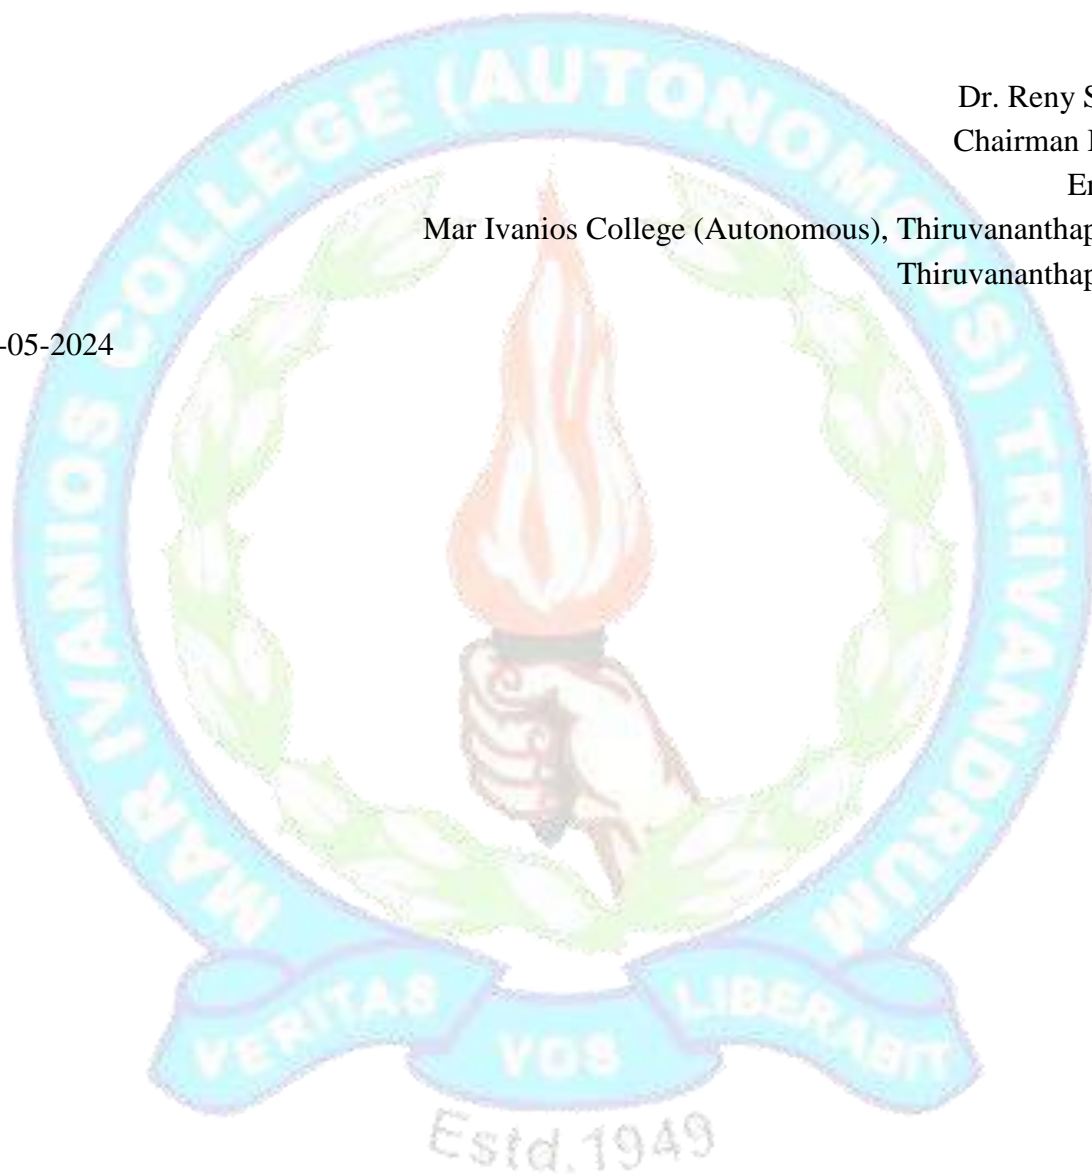 Dr. Reny S
Chairman
Mar Ivanios College (Autonomous), Thiruvananthap
Thiruvananthap
-05-2024
MAR IVANIOS COLLEGE (AUTONOMOUS) TRIVANDRUM
VERITAS VOS LIBERABIT
Estd. 1949